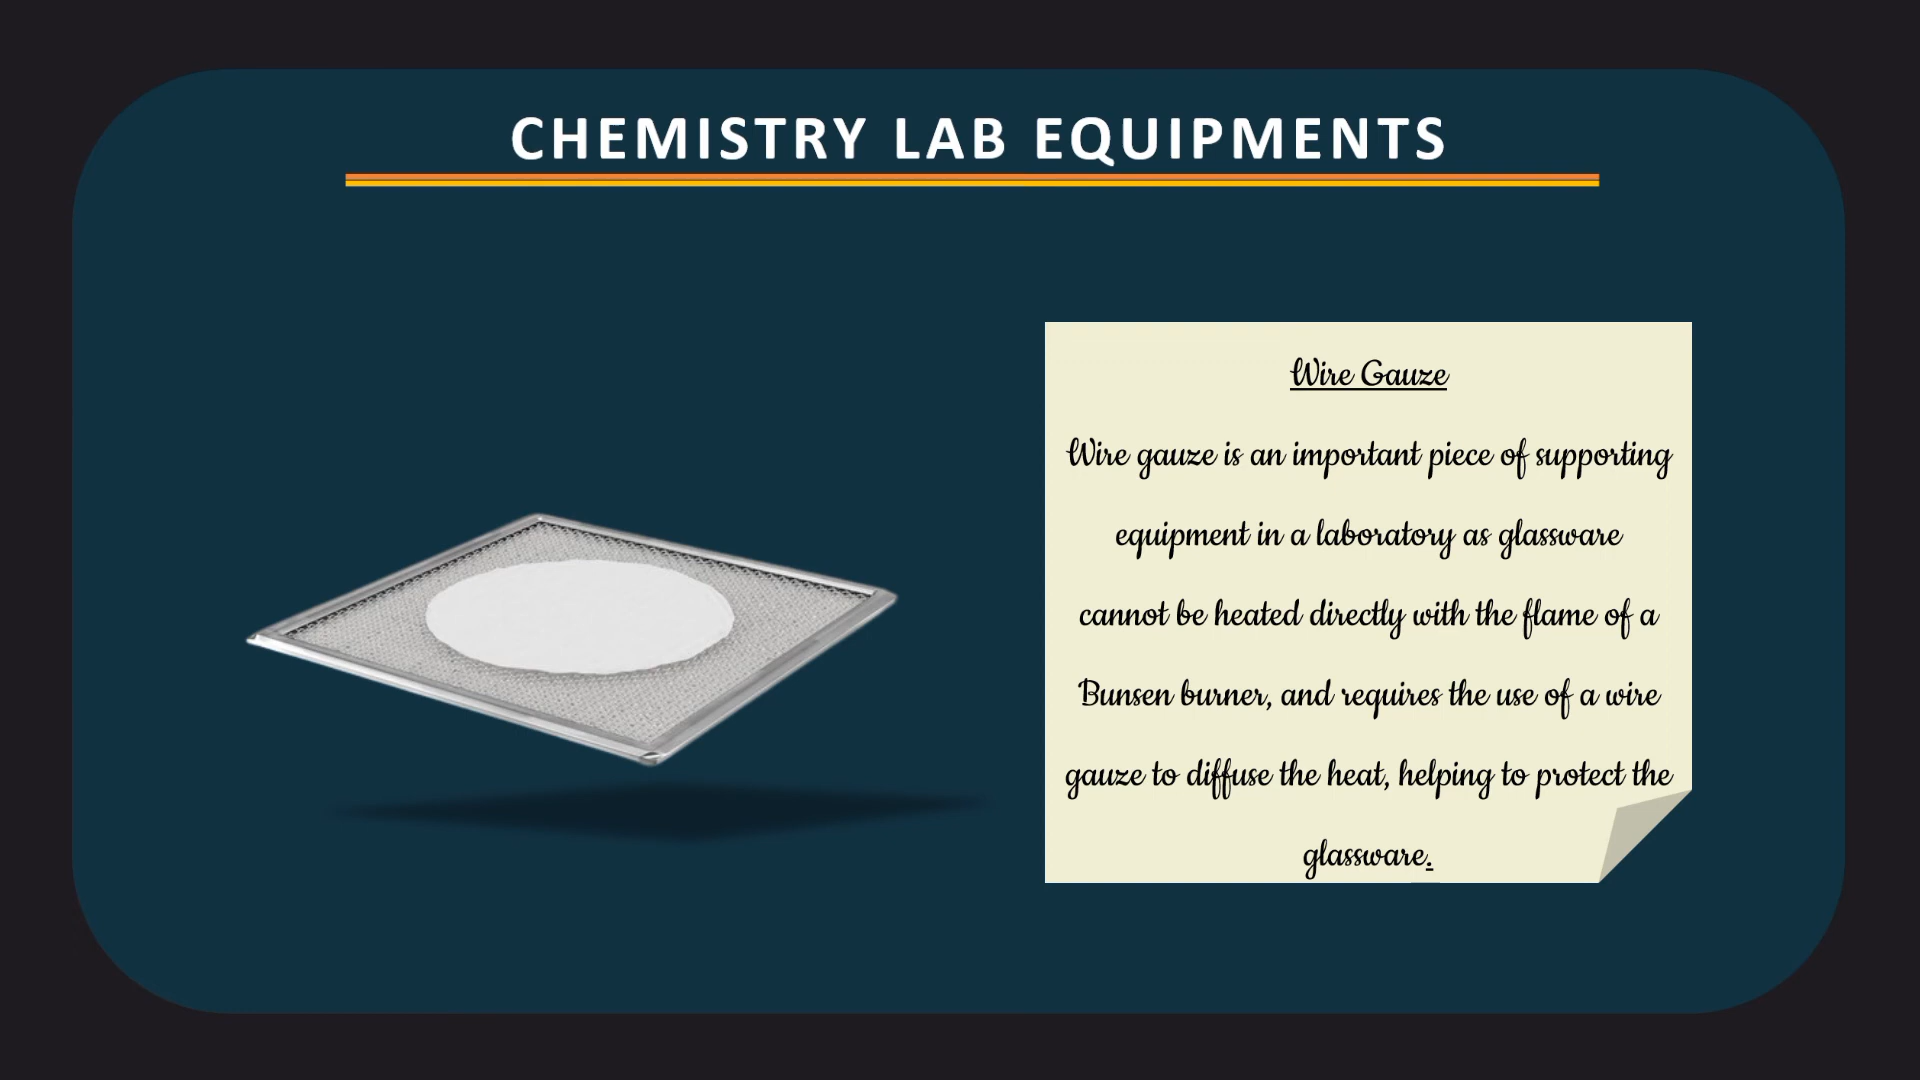 CHEMISTRY LAB EQUIPMENTS
Wire Gauze
Wire gauze is an important piece of supporting
equipment in a laboratory as glassware
cannot be heated directly with the flame of a
Bunsen burner, and requires the use of a wire
gauze to diffuse the heat, helping to protect the
glassware.